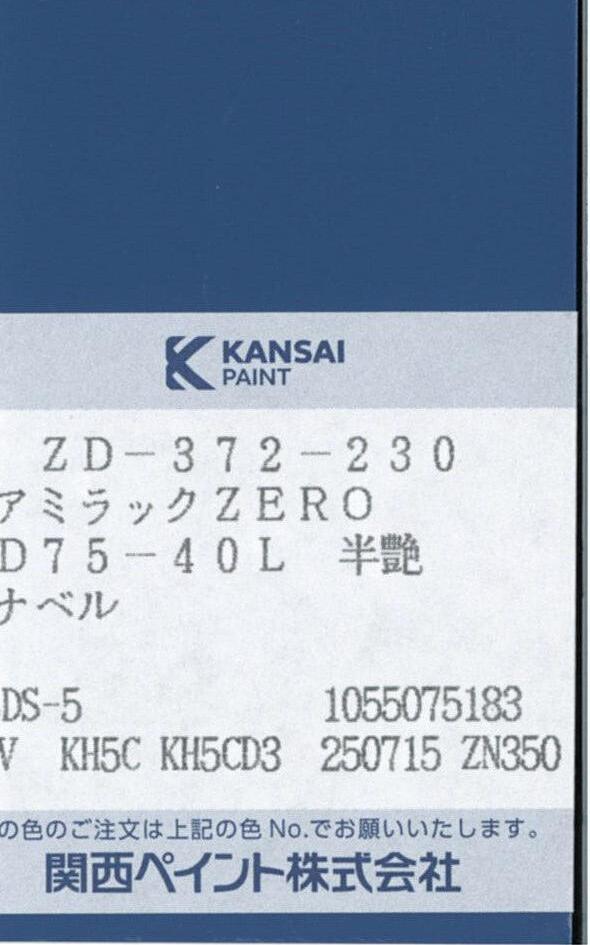 KANSAI
PAINT
ZD-372-230
アミラックZERO
D75-40L 半艶
ナベル
DS-5 1055075183
V KH5C KH5CD3 250715 ZN350
の色のご注文は上記の色No.でお願いいたします。
関西ペイント株式会社